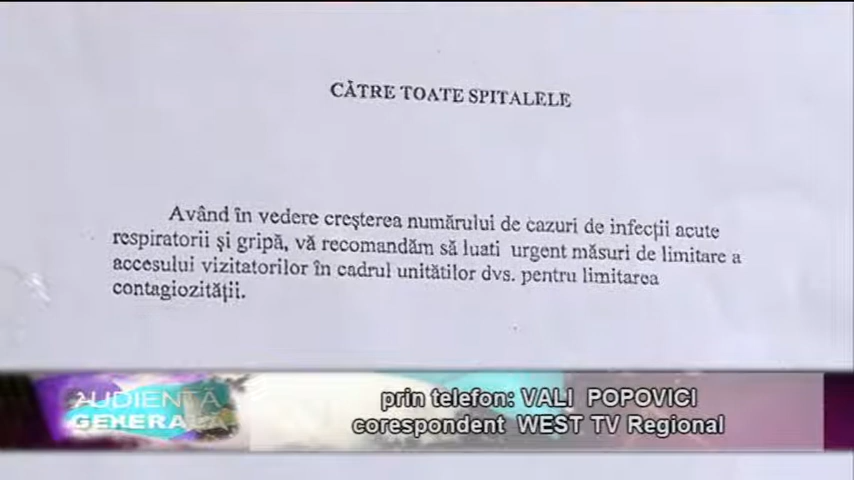 CĂTRE TOATE SPITALELE
Având în vedere creşterea numărului de cazuri de infecţii acute
respiratorii şi gripă, vă recomandăm să luati urgent măsuri de limitare a
accesului vizitatorilor în cadrul unitătilor dvs. pentru limitarea
contagiozităţii.
AUDIENŢA
GENERALĂ
prin telefon: VALI POPOVICI
corespondent WEST TV Regional